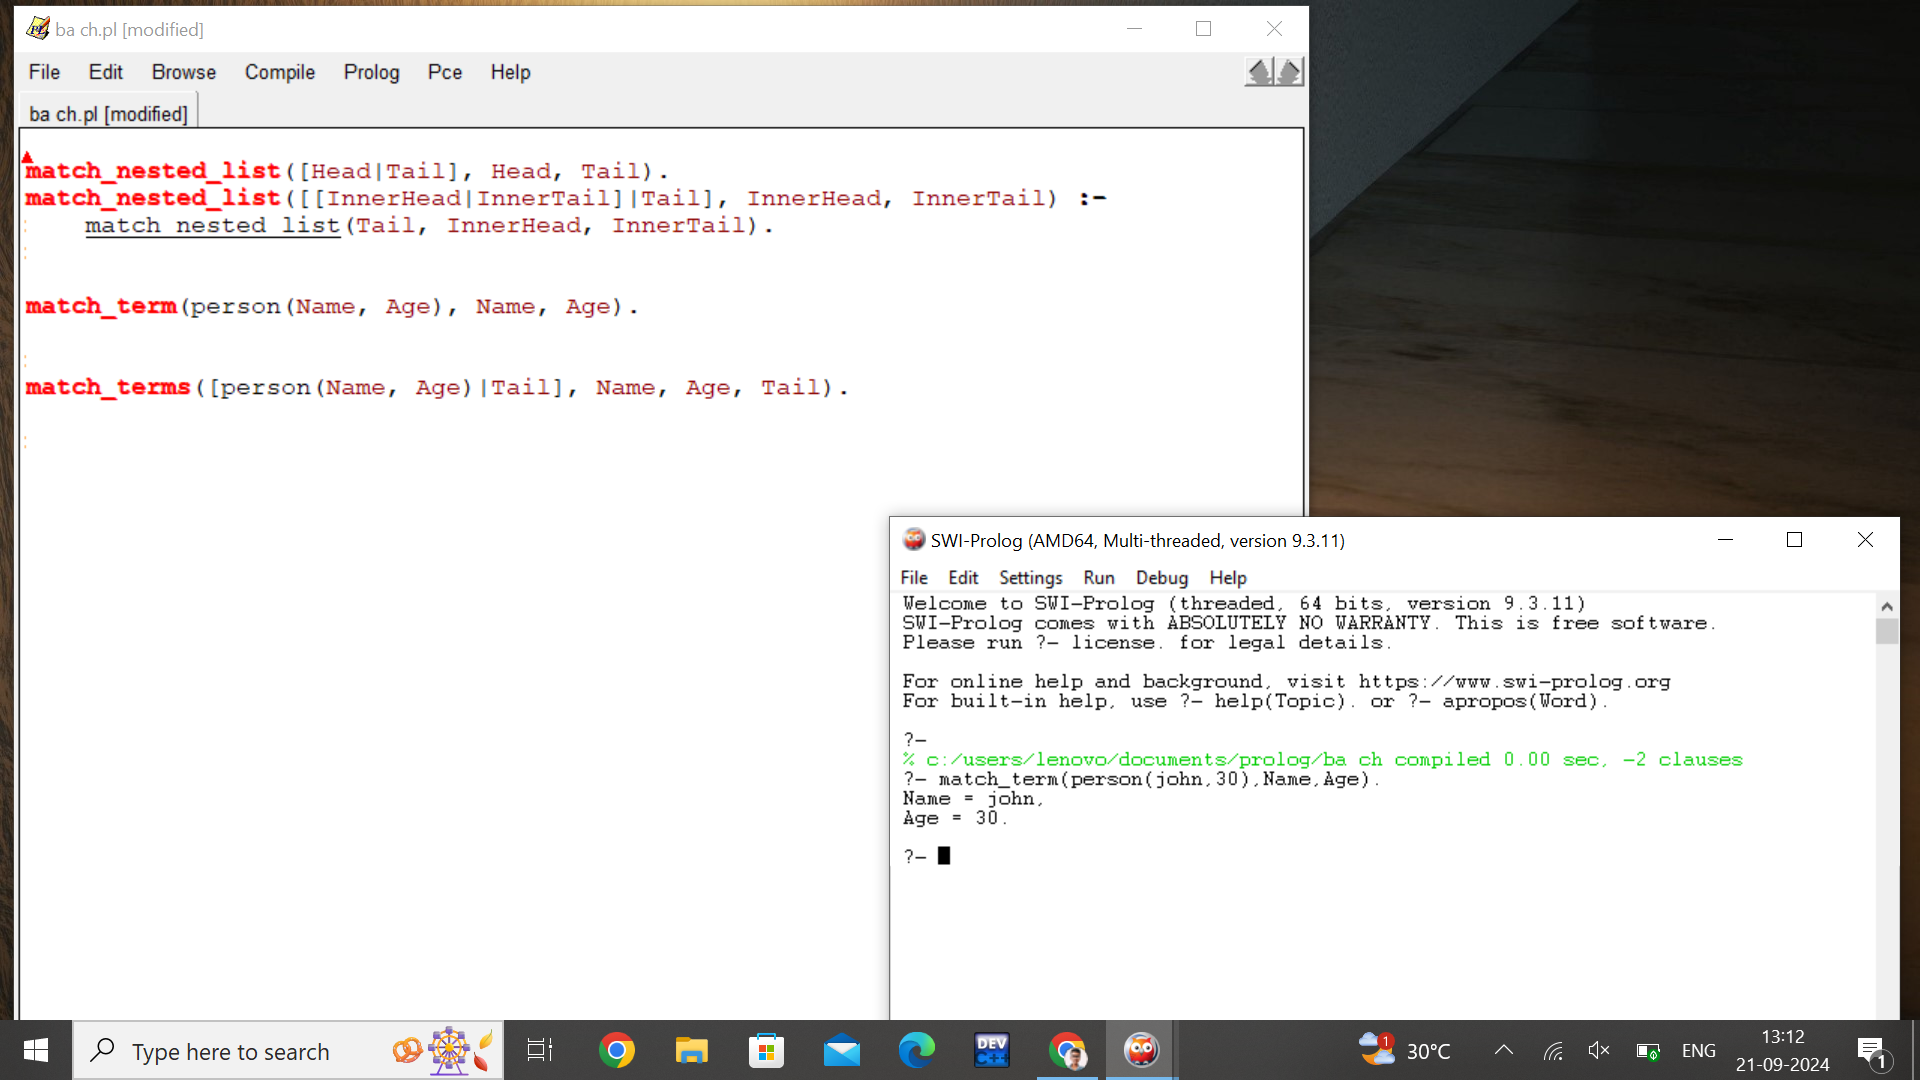 ba ch.pl [modified]
File Edit Browse Compile Prolog Pce Help
ba ch.pl [modified]
match_nested_list([Head|Tail], Head, Tail).
match_nested_list([[InnerHead|InnerTail]|Tail], InnerHead, InnerTail) :-
match_nested_list(Tail, InnerHead, InnerTail).
match_term(person(Name, Age), Name, Age).
match_terms([person(Name, Age)|Tail], Name, Age, Tail).
SWI-Prolog (AMD64, Multi-threaded, version 9.3.11)
File Edit Settings Run Debug Help
Welcome to SWI-Prolog (threaded, 64 bits, version 9.3.11)
SWI-Prolog comes with ABSOLUTELY NO WARRANTY. This is free software.
Please run ?- license. for legal details.
For online help and background, visit https://www.swi-prolog.org
For built-in help, use ?- help(Topic). or ?- apropos(Word).
?-
% c:/users/lenovo/documents/prolog/ba ch compiled 0.00 sec, -2 clauses
?- match_term(person(john,30),Name,Age).
Name = john,
Age = 30.
?-
Type here to search
DEV C++
1
30°C
ENG
13:12
21-09-2024
1